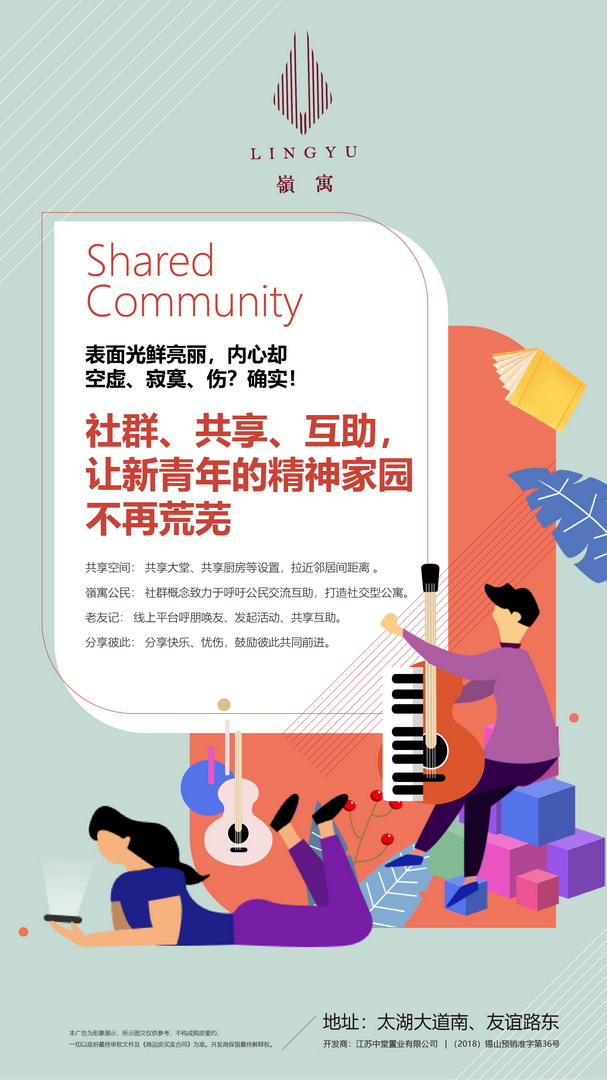 LINGYU
嶺寓
Shared
Community
表面光鲜亮丽，内心却
空虚、寂寞、伤？确实！
社群、共享、互助，
让新青年的精神家园
不再荒芜
共享空间： 共享大堂、共享厨房等设置，拉近邻居间距离 。
嶺寓公民： 社群概念致力于呼吁公民交流互助，打造社交型公寓。
老友记： 线上平台呼朋唤友、发起活动、共享互助。
分享彼此： 分享快乐、忧伤，鼓励彼此共同前进。
本广告为形象展示，所示图文仅供参考，不构成购房要约，
一切以政府最终审批文件及《商品房买卖合同》为准。开发商保留最终解释权。
地址：太湖大道南、友谊路东
开发商：江苏中堂置业有限公司 |（2018）锡山预销准字第36号